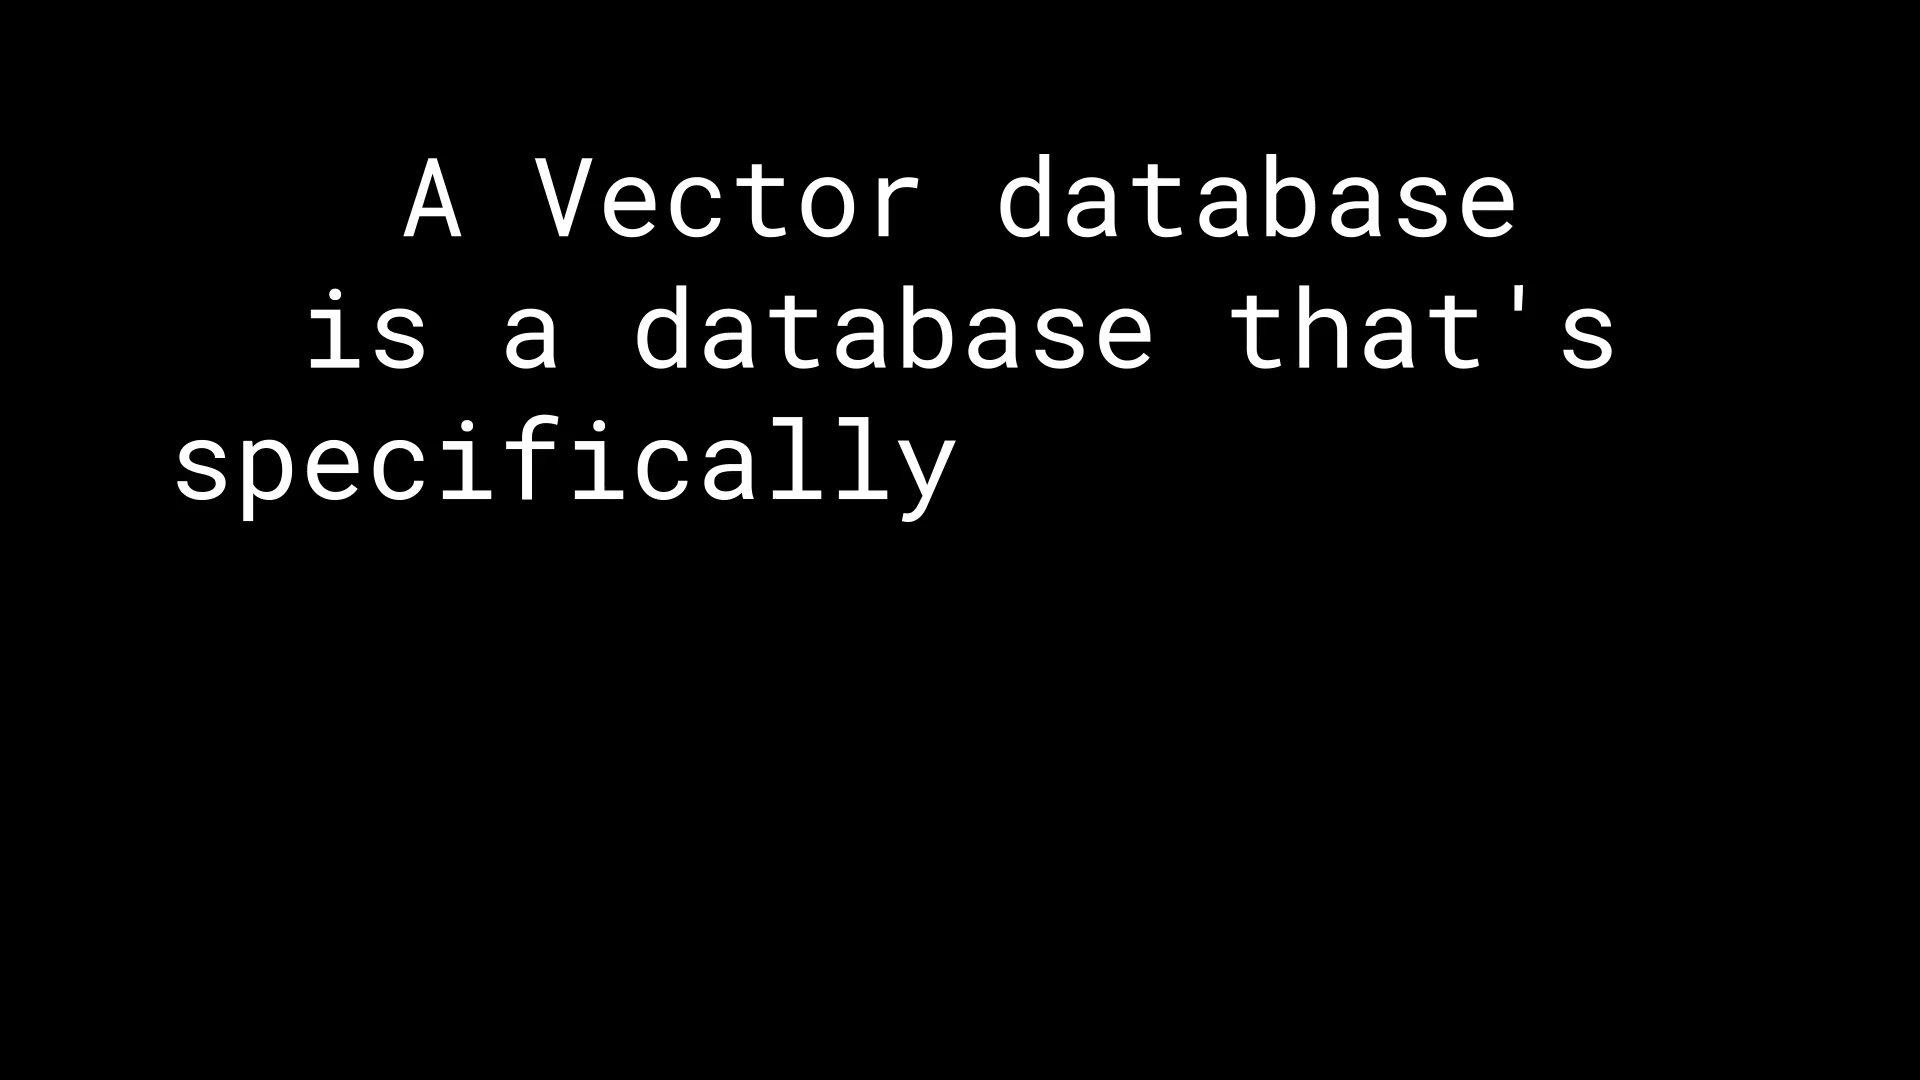 A Vector database
is a database that's
specifically